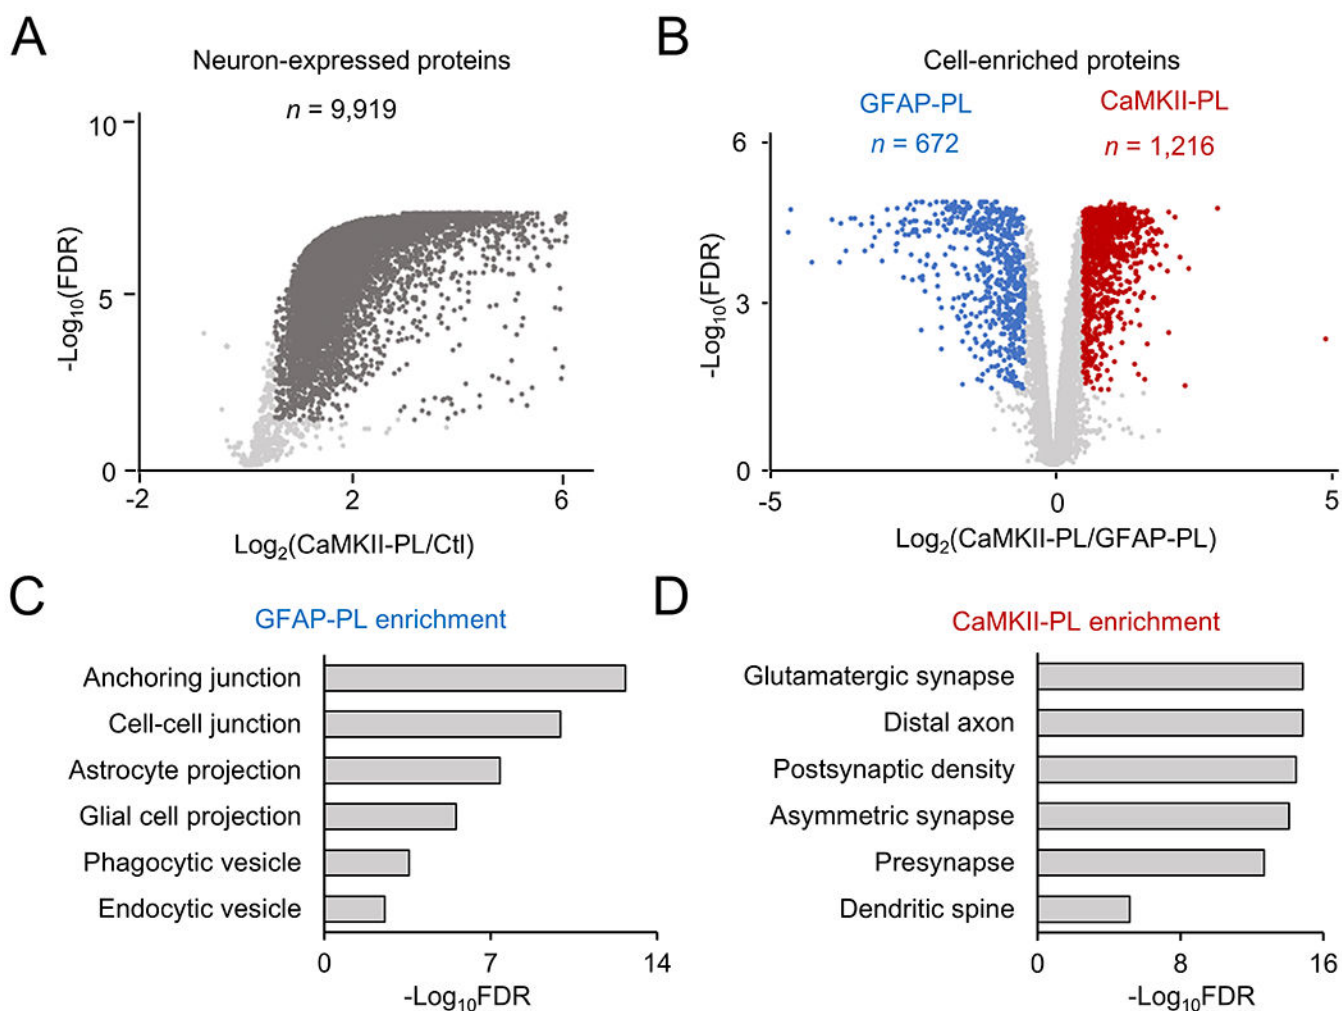 A
Neuron-expressed proteins
n = 9,919
10
5
0
-2
2
6
-Log10(FDR)
Log2(CaMKII-PL/Ctl)
B
Cell-enriched proteins
GFAP-PL
CaMKII-PL
n = 672
n = 1,216
6
3
0
-5
0
5
-Log10(FDR)
Log2(CaMKII-PL/GFAP-PL)
C
GFAP-PL enrichment
Anchoring junction
Cell-cell junction
Astrocyte projection
Glial cell projection
Phagocytic vesicle
Endocytic vesicle
0
7
14
-Log10FDR
D
CaMKII-PL enrichment
Glutamatergic synapse
Distal axon
Postsynaptic density
Asymmetric synapse
Presynapse
Dendritic spine
0
8
16
-Log10FDR